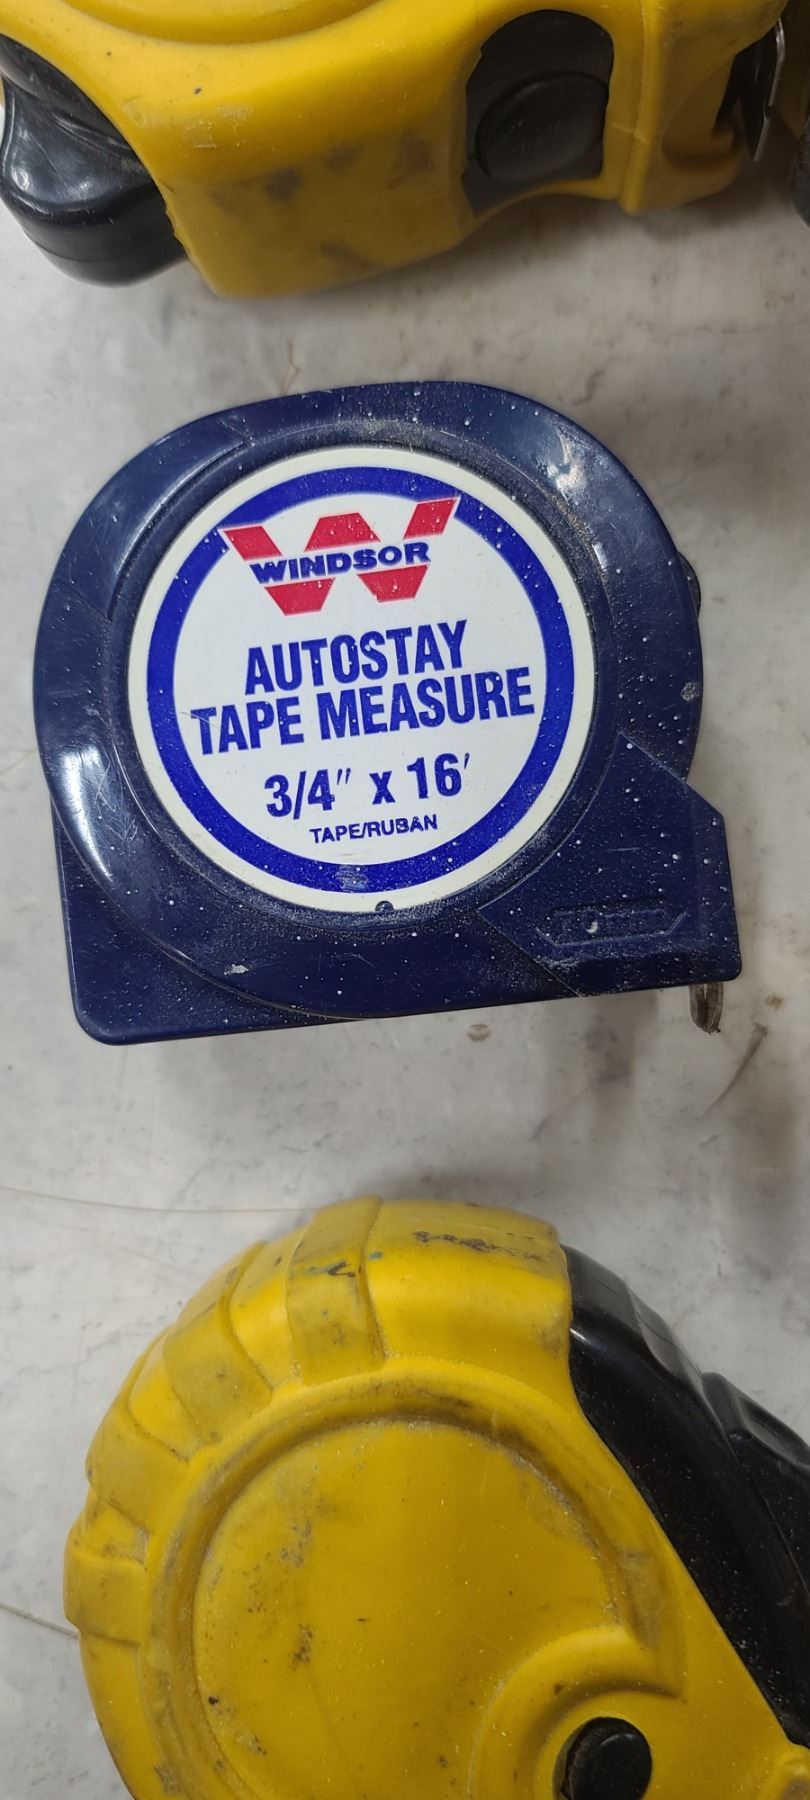 WINDSOR
AUTOSTAY
TAPE MEASURE
3/4" x 16'
TAPE/RUBAN